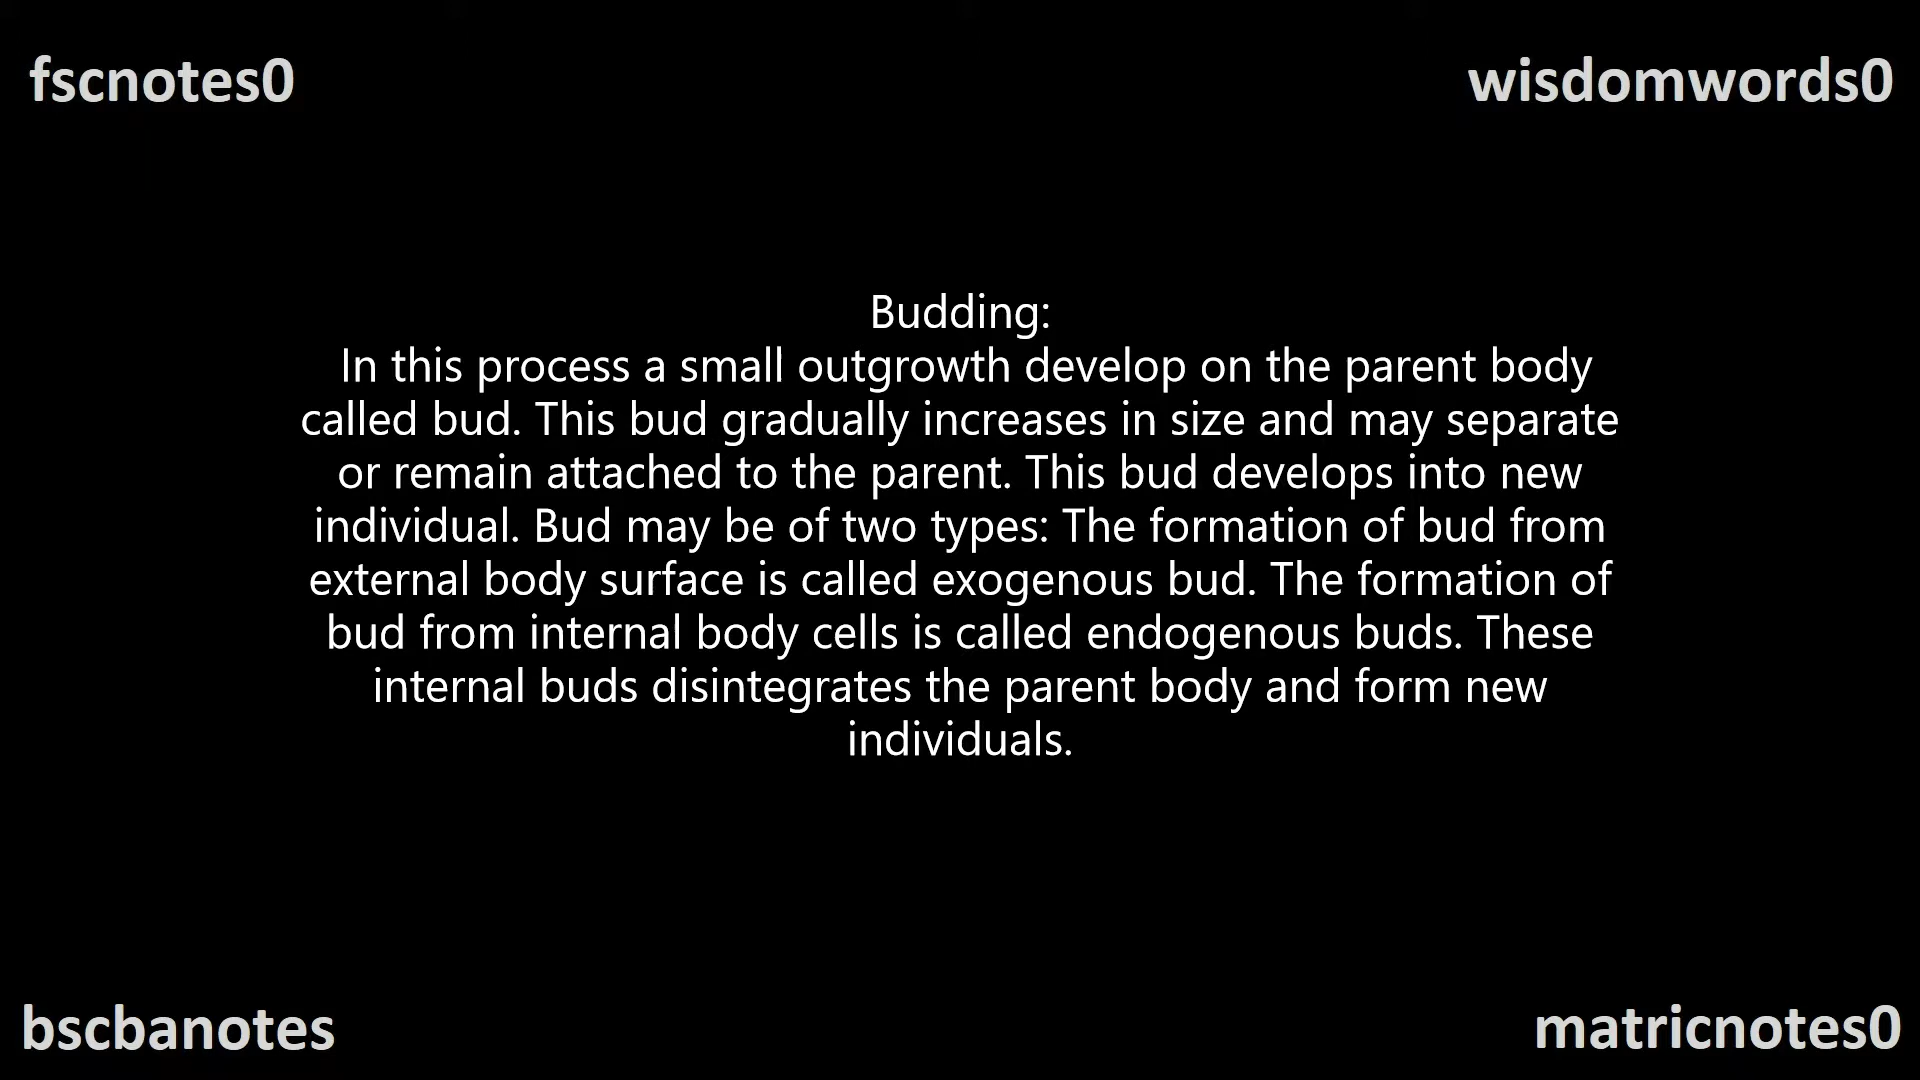 fscnotes0
wisdomwords0
Budding:
In this process a small outgrowth develop on the parent body
called bud. This bud gradually increases in size and may separate
or remain attached to the parent. This bud develops into new
individual. Bud may be of two types: The formation of bud from
external body surface is called exogenous bud. The formation of
bud from internal body cells is called endogenous buds. These
internal buds disintegrates the parent body and form new
individuals.
bscbanotes
matricnotes0